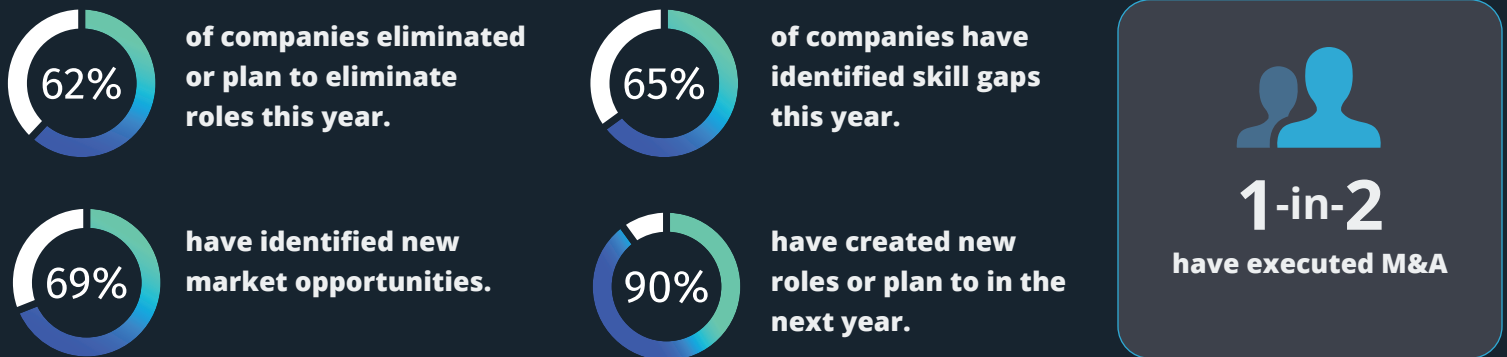 62%
of companies eliminated
or plan to eliminate
roles this year.
65%
of companies have
identified skill gaps
this year.
69%
have identified new
market opportunities.
90%
have created new
roles or plan to in the
next year.
1-in-2
have executed M&A